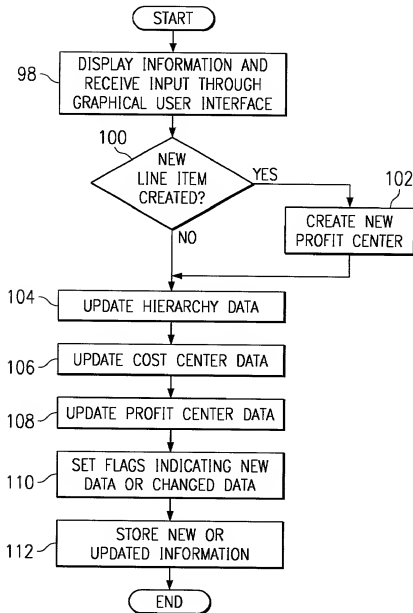 START
98
DISPLAY INFORMATION AND
RECEIVE INPUT THROUGH
GRAPHICAL USER INTERFACE
100
NEW
LINE ITEM
CREATED?
YES
102
CREATE NEW
PROFIT CENTER
NO
104
UPDATE HIERARCHY DATA
106
UPDATE COST CENTER DATA
108
UPDATE PROFIT CENTER DATA
110
SET FLAGS INDICATING NEW
DATA OR CHANGED DATA
112
STORE NEW OR
UPDATED INFORMATION
END